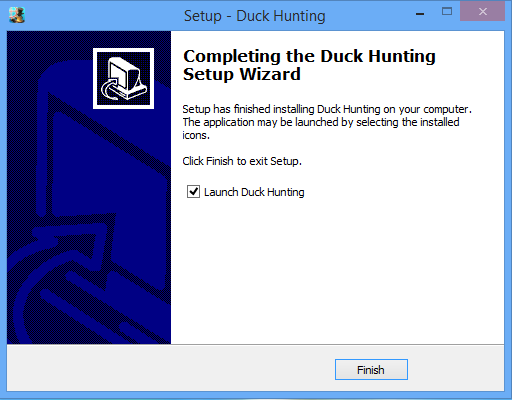 Setup - Duck Hunting
Completing the Duck Hunting
Setup Wizard
Setup has finished installing Duck Hunting on your computer.
The application may be launched by selecting the installed
icons.
Click Finish to exit Setup.
Launch Duck Hunting
Finish